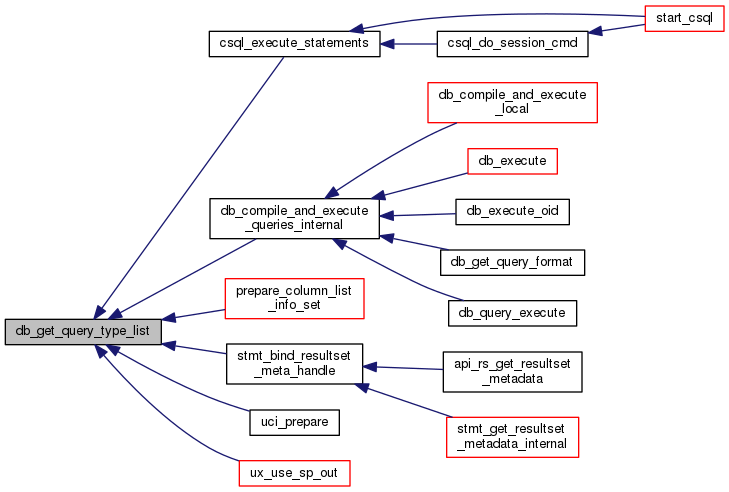 start_csql
csql_execute_statements
csql_do_session_cmd
db_compile_and_execute
_local
db_execute
db_compile_and_execute
_queries_internal
db_execute_oid
db_get_query_format
prepare_column_list
_info_set
db_query_execute
db_get_query_type_list
stmt_bind_resultset
_meta_handle
api_rs_get_resultset
_metadata
uci_prepare
stmt_get_resultset
_metadata_internal
ux_use_sp_out